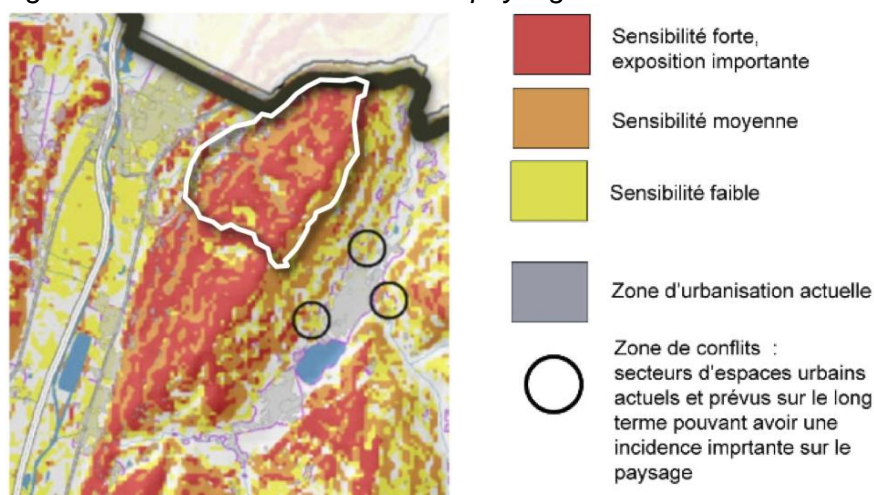 Sensibilité forte,
exposition importante
Sensibilité moyenne
Sensibilité faible
Zone d'urbanisation actuelle
Zone de conflits :
secteurs d'espaces urbains
actuels et prévus sur le long
terme pouvant avoir une
incidence imprtante sur le
paysage